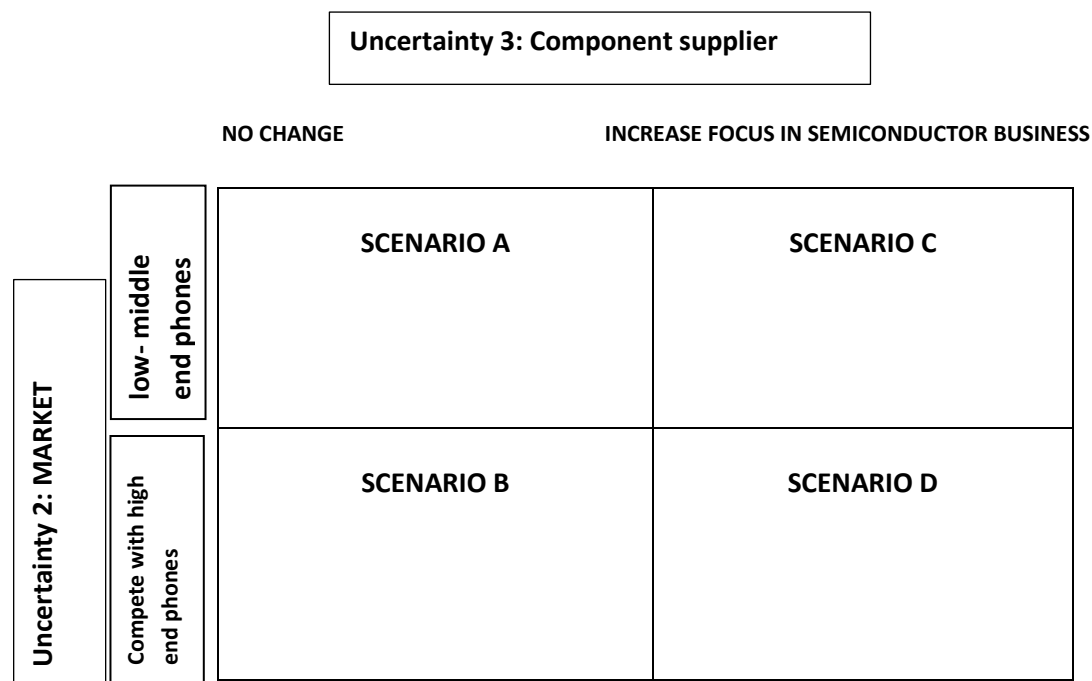 Uncertainty 3: Component supplier
NO CHANGE
INCREASE FOCUS IN SEMICONDUCTOR BUSINESS
Uncertainty 2: MARKET
low- middle
end phones
SCENARIO A
SCENARIO C
Compete with high
end phones
SCENARIO B
SCENARIO D